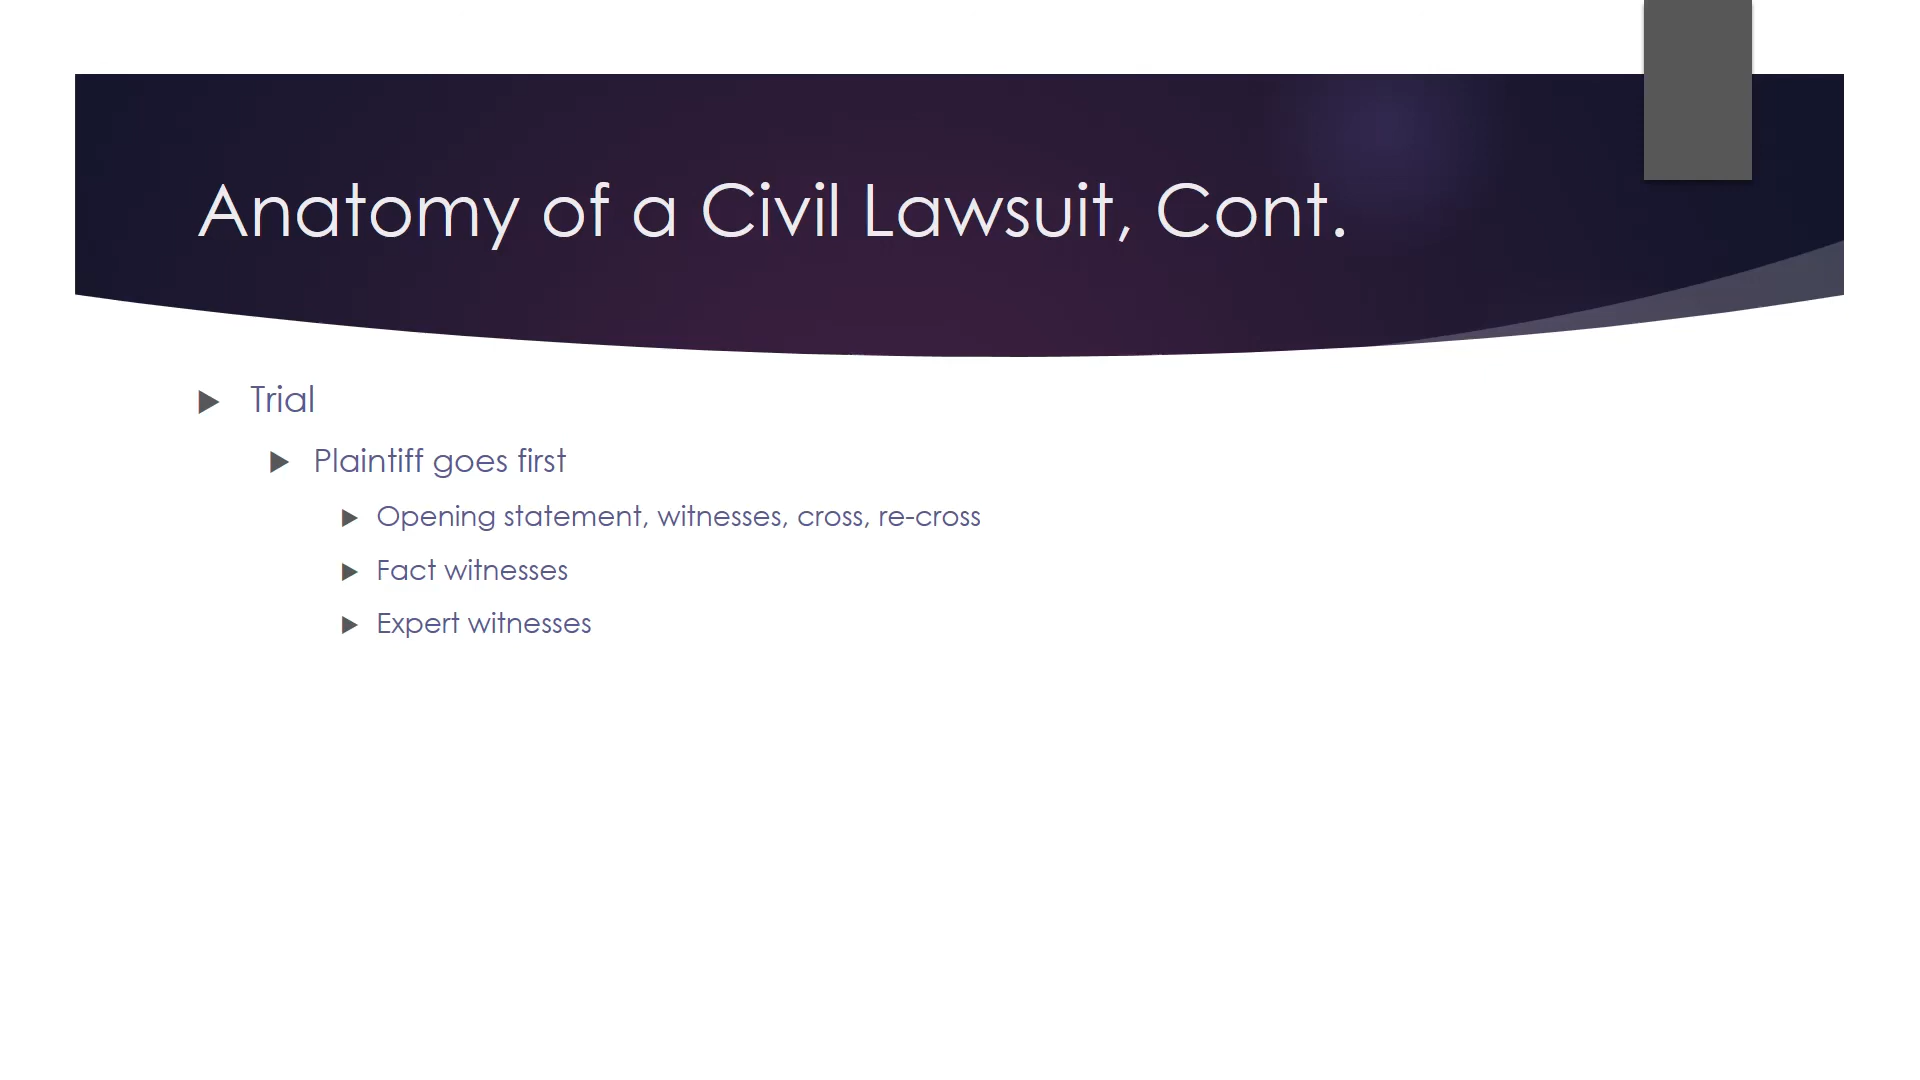 Anatomy of a Civil Lawsuit, Cont.
Trial
Plaintiff goes first
Opening statement, witnesses, cross, re-cross
Fact witnesses
Expert witnesses